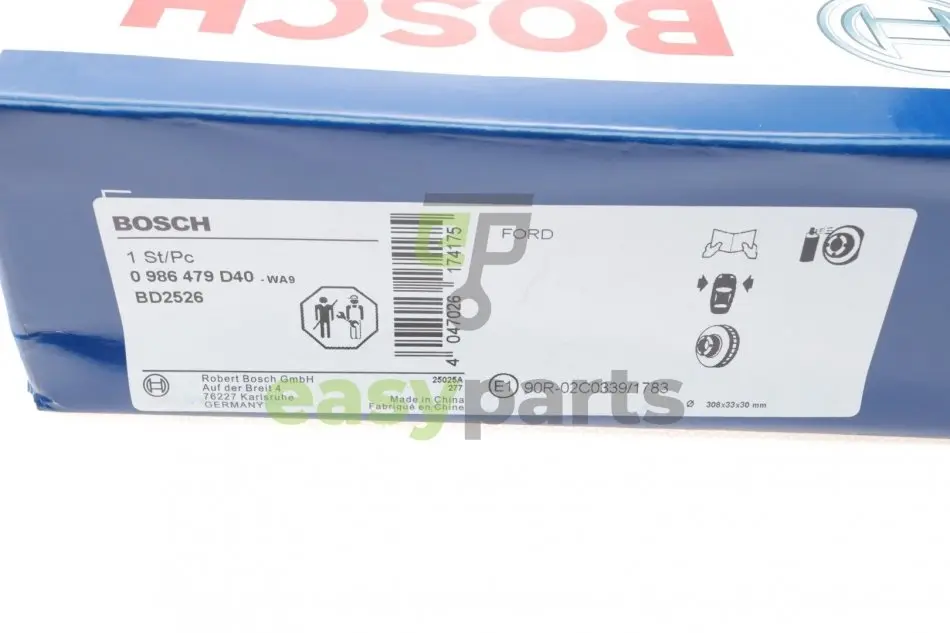 BOSCH
BOSCH
1 St/Pc
0 986 479 D40 - WA9
BD2526
4 047026 174175
FORD
Robert Bosch GmbH
Auf der Breit 4
76227 Karlsruhe
GERMANY
25025A
277
Made in China
Fabriqué en Chine
E1 90R-02C0339/1783
Ø 308x33x30 mm
easyparts